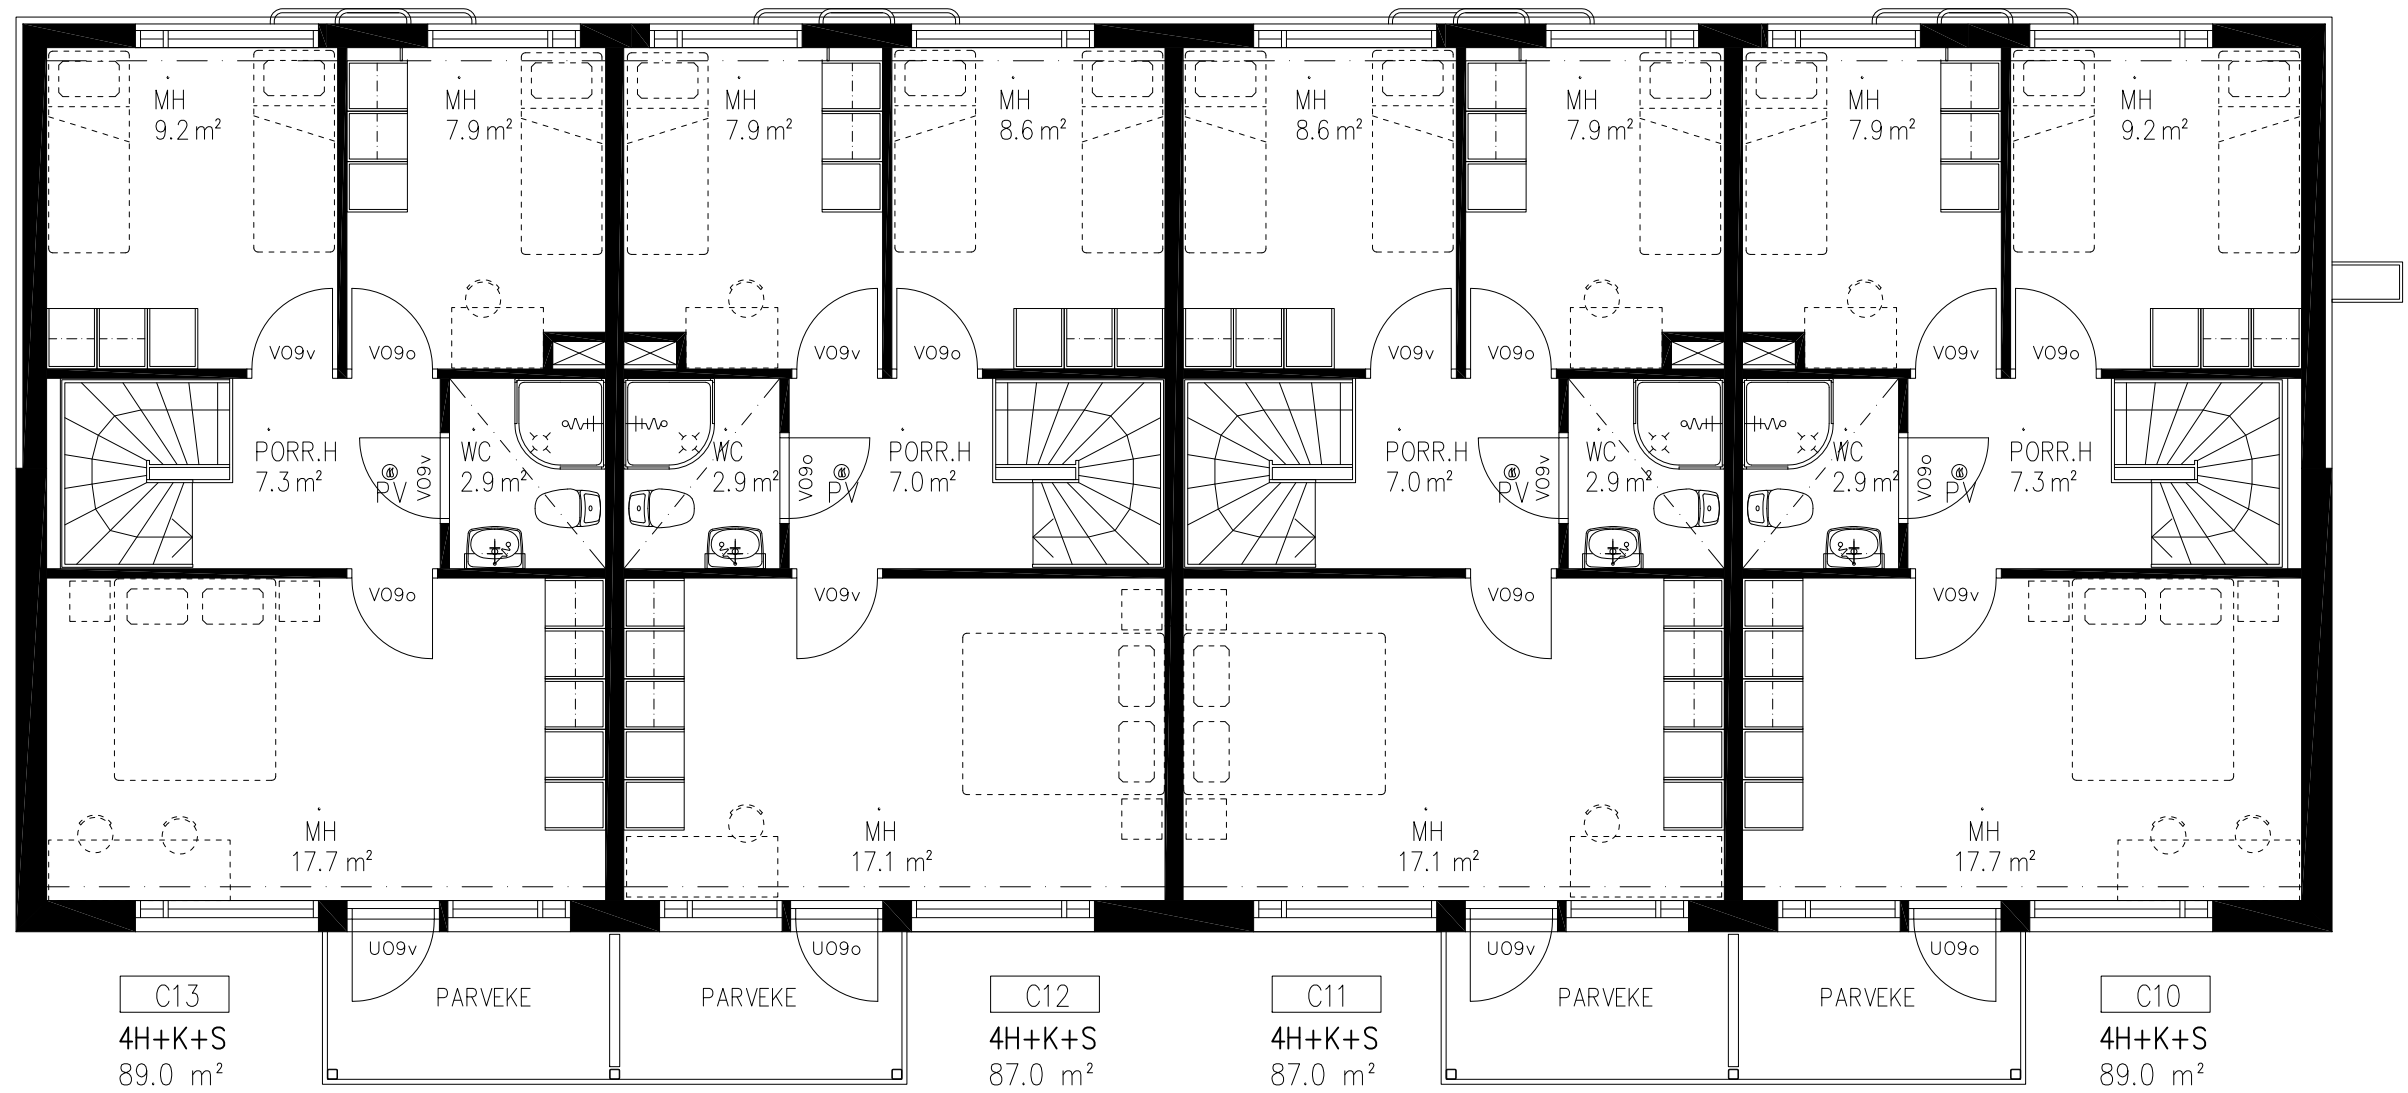 MH
9.2 m²
MH
7.9 m²
MH
7.9 m²
MH
8.6 m²
MH
8.6 m²
MH
7.9 m²
MH
7.9 m²
MH
9.2 m²
VO9v
VO9o
VO9v
VO9o
VO9v
VO9o
VO9v
VO9o
PORR.H
7.3 m²
PV
VO9v
WC
2.9 m²
WC
2.9 m²
VO9o
PV
PORR.H
7.0 m²
PORR.H
7.0 m²
PV
VO9v
WC
2.9 m²
WC
2.9 m²
VO9o
PV
PORR.H
7.3 m²
VO9o
VO9v
VO9o
VO9v
MH
17.7 m²
MH
17.1 m²
MH
17.1 m²
MH
17.7 m²
UO9v
UO9o
UO9v
UO9o
C13
4H+K+S
89.0 m²
PARVEKE
PARVEKE
C12
4H+K+S
87.0 m²
C11
4H+K+S
87.0 m²
PARVEKE
PARVEKE
C10
4H+K+S
89.0 m²